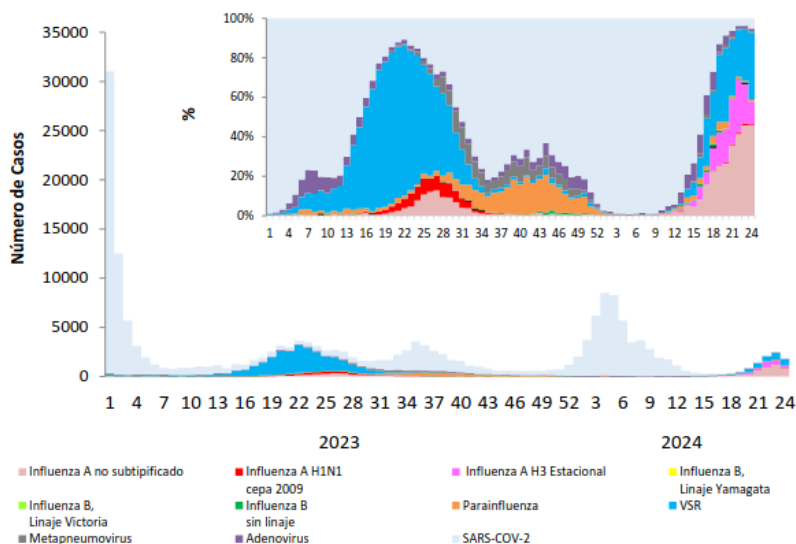 100%
80%
60%
40%
20%
0%
%
1 4 7 10 13 16 19 22 25 28 31 34 37 40 43 46 49 52 3 6 9 12 15 18 21 24
35000
30000
25000
20000
15000
10000
5000
0
Número de Casos
1 4 7 10 13 16 19 22 25 28 31 34 37 40 43 46 49 52 3 6 9 12 15 18 21 24
2023 2024
Influenza A no subtipificado
Influenza A H1N1
cepa 2009
Influenza A H3 Estacional
Influenza B,
Linaje Yamagata
Influenza B,
Linaje Victoria
Influenza B
sin linaje
Parainfluenza
VSR
Metapneumovirus
Adenovirus
SARS-COV-2